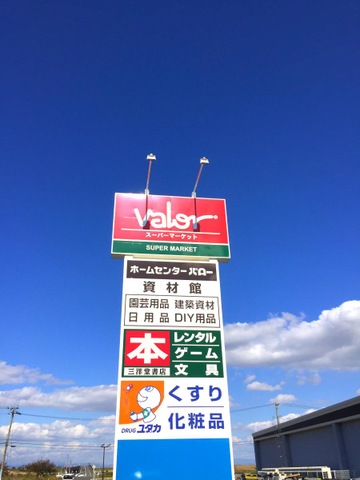 Valor
スーパーマーケット
SUPER MARKET
ホームセンターバロー
資材館
園芸用品 建築資材
日用品 DIY用品
本
三洋堂書店
レンタル
ゲーム
文具
くすり
化粧品
DRUG ユタカ